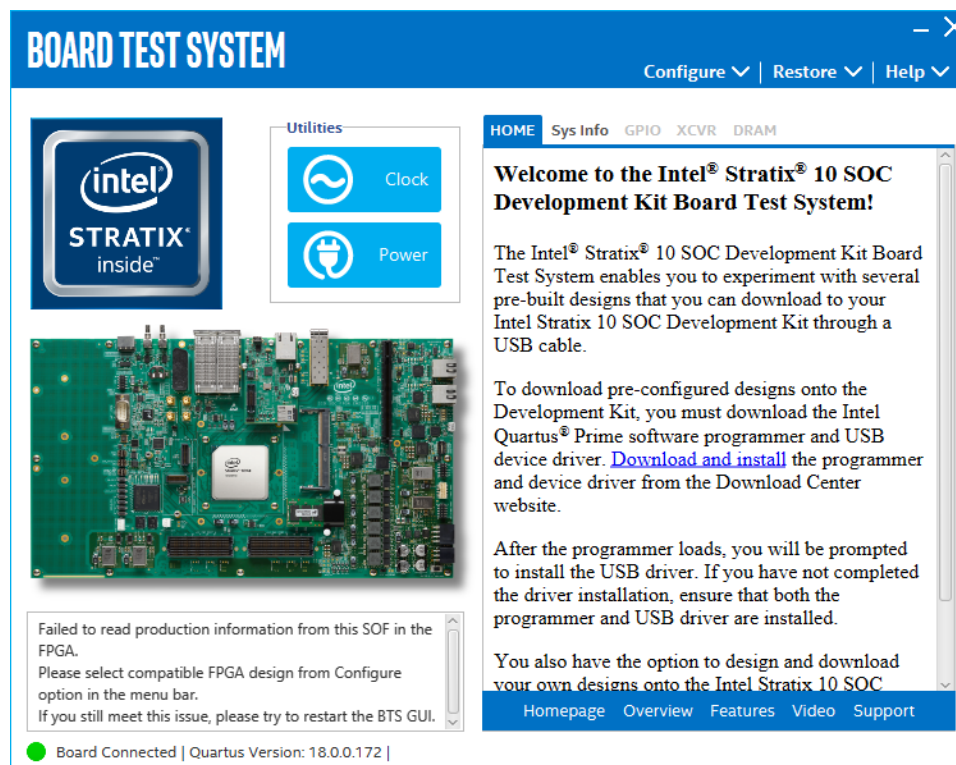 BOARD TEST SYSTEM
Configure | Restore | Help
intel
STRATIX
inside™
Utilities
Clock
Power
HOME Sys Info GPIO XCVR DRAM
Welcome to the Intel® Stratix® 10 SOC
Development Kit Board Test System!
The Intel® Stratix® 10 SOC Development Kit Board
Test System enables you to experiment with several
pre-built designs that you can download to your
Intel Stratix 10 SOC Development Kit through a
USB cable.
To download pre-configured designs onto the
Development Kit, you must download the Intel
Quartus® Prime software programmer and USB
device driver. Download and install the programmer
and device driver from the Download Center
website.
After the programmer loads, you will be prompted
to install the USB driver. If you have not completed
the driver installation, ensure that both the
programmer and USB driver are installed.
You also have the option to design and download
your own designs onto the Intel Stratix 10 SOC
Homepage Overview Features Video Support
Failed to read production information from this SOF in the
FPGA.
Please select compatible FPGA design from Configure
option in the menu bar.
If you still meet this issue, please try to restart the BTS GUI.
Board Connected | Quartus Version: 18.0.0.172 |